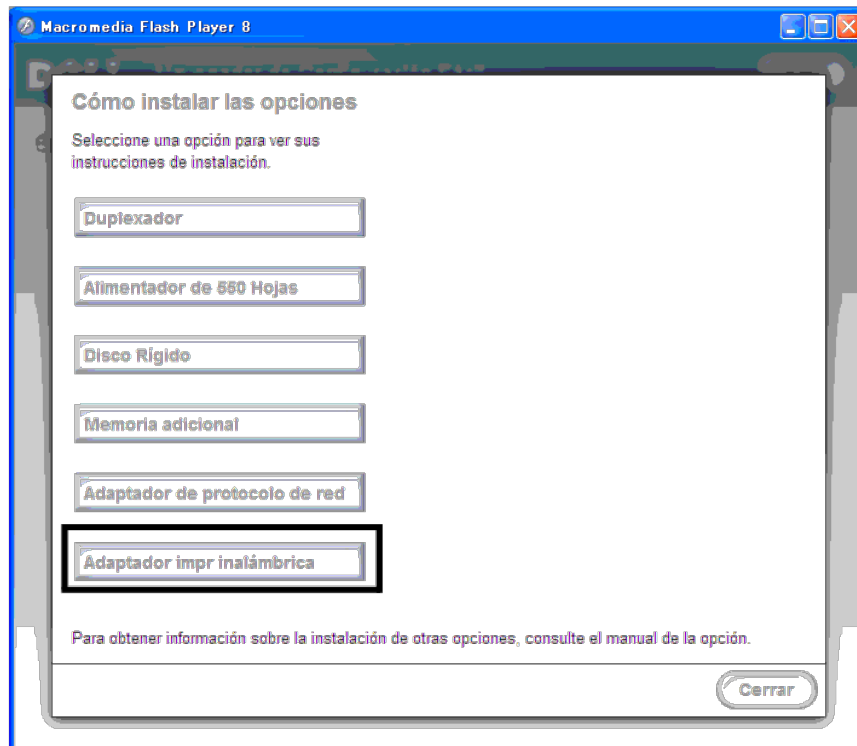 Macromedia Flash Player 8
Cómo instalar las opciones
Seleccione una opción para ver sus
instrucciones de instalación.
Duplexador
Alimentador de 550 Hojas
Disco Rígido
Memoria adicional
Adaptador de protocolo de red
Adaptador impr inalámbrica
Para obtener información sobre la instalación de otras opciones, consulte el manual de la opción.
Cerrar